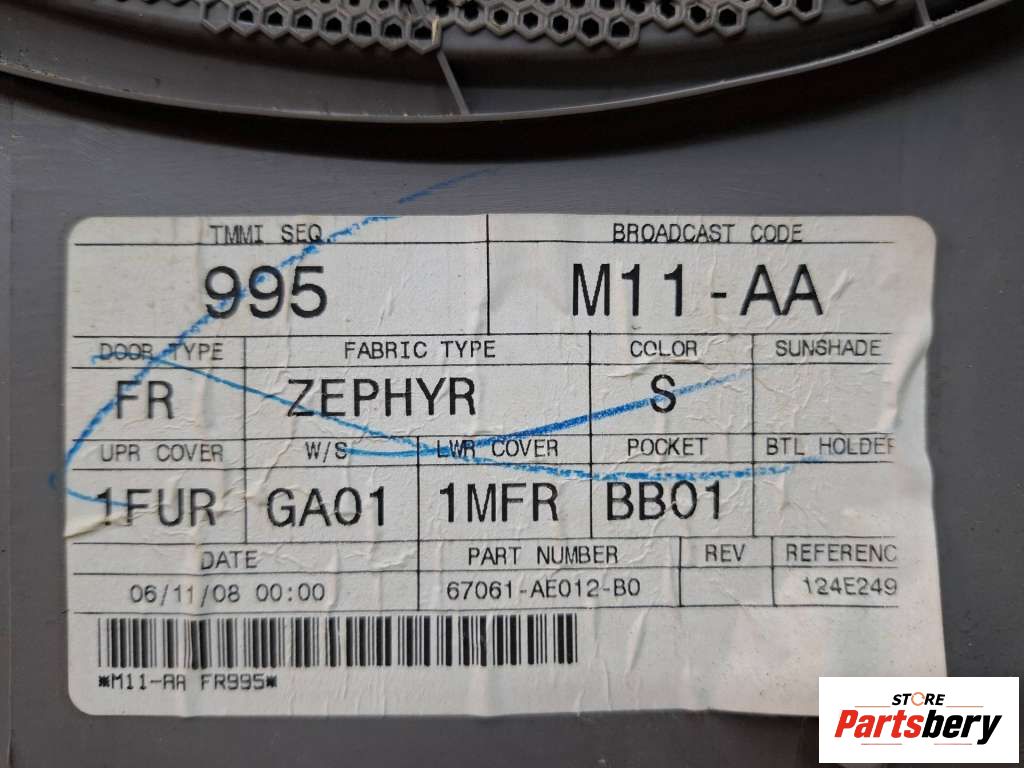 TMMI SEQ. BROADCAST CODE
995 M11-AA
DOOR TYPE FABRIC TYPE COLOR SUNSHADE
FR ZEPHYR S
UPR COVER W/S LWR COVER POCKET BTL HOLDER
1FUR GA01 1MFR BB01
DATE PART NUMBER REV REFERENC
06/11/08 00:00 67061-AE012-B0 124E249
*M11-AA FR995*
STORE
Partsbery